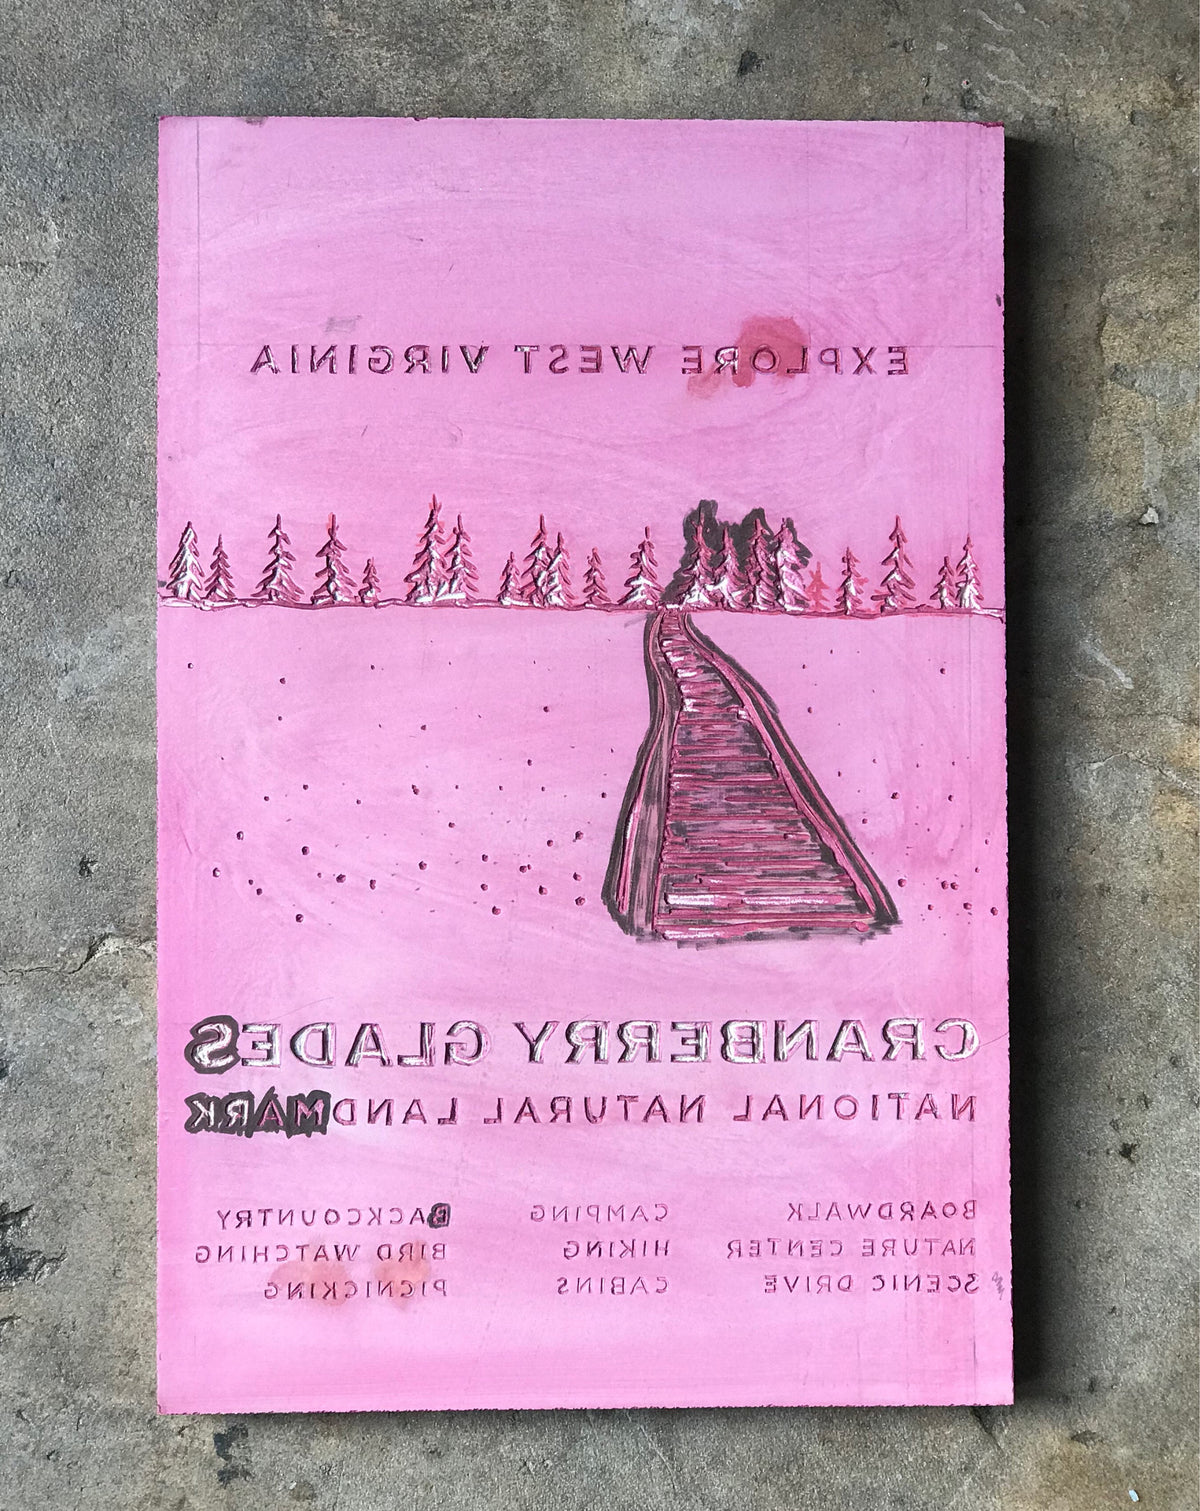 EXPLORE WEST VIRGINIA
CRANBERRY GLADES
NATIONAL NATURAL LANDMARK
BOARDWALK
NATURE CENTER
SCENIC DRIVE
CAMPING
HIKING
CABINS
BACKCOUNTRY
BIRD WATCHING
PICNICKING